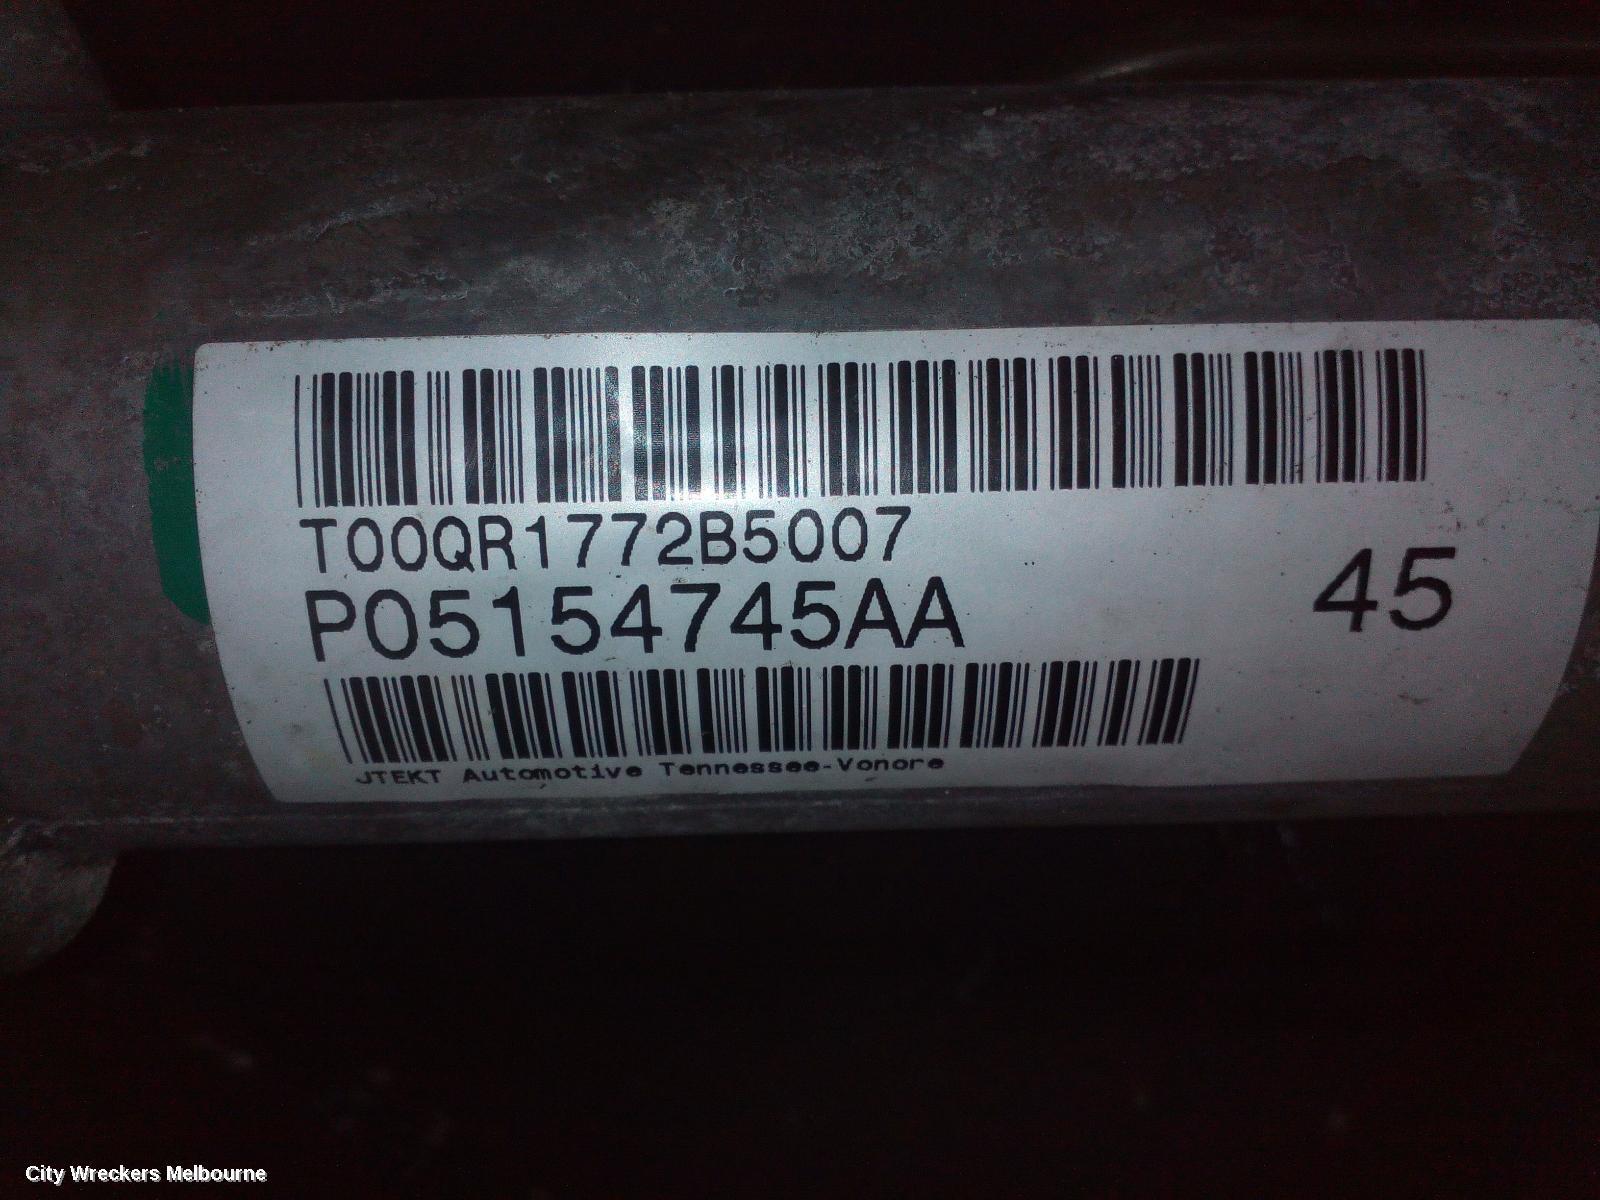 T00QR1772B5007
P05154745AA
45
JTEKT Automotive Tennessee-Vonore
City Wreckers Melbourne